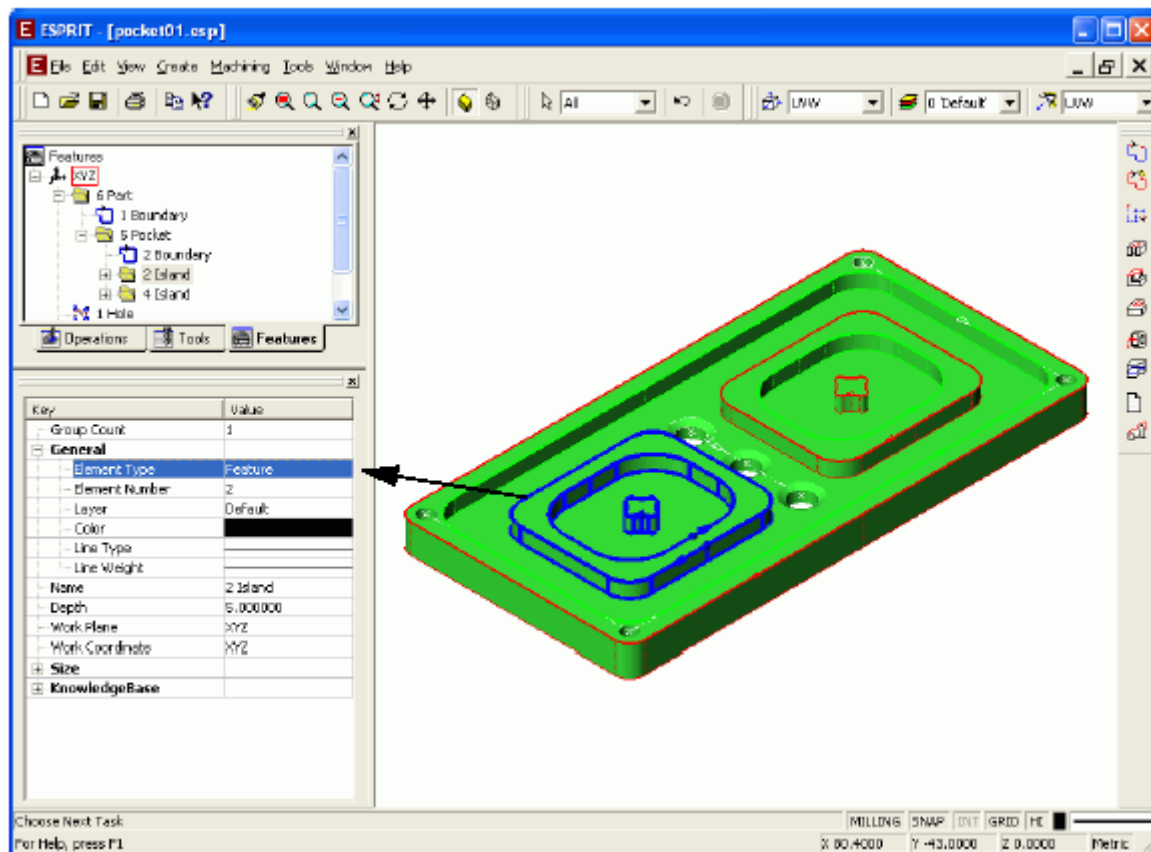 ESPRIT - [pocket01.esp]
File Edit View Create Machining Tools Window Help
All UVW 0 'Default' UVW
Features
XYZ
6 Part
1 Boundary
5 Pocket
2 Boundary
2 Island
4 Island
1 Hole
Operations Tools Features
Key Value
Group Count 1
General
Element Type Feature
Element Number 2
Layer Default
Color
Line Type
Line Weight
Name 2 Island
Depth 5.000000
Work Plane XYZ
Work Coordinate XYZ
Size
KnowledgeBase
Choose Next Task MILLING SNAP INT GRID HI
For Help, press F1 X 80.4000 Y -43.0000 Z 0.0000 Metric